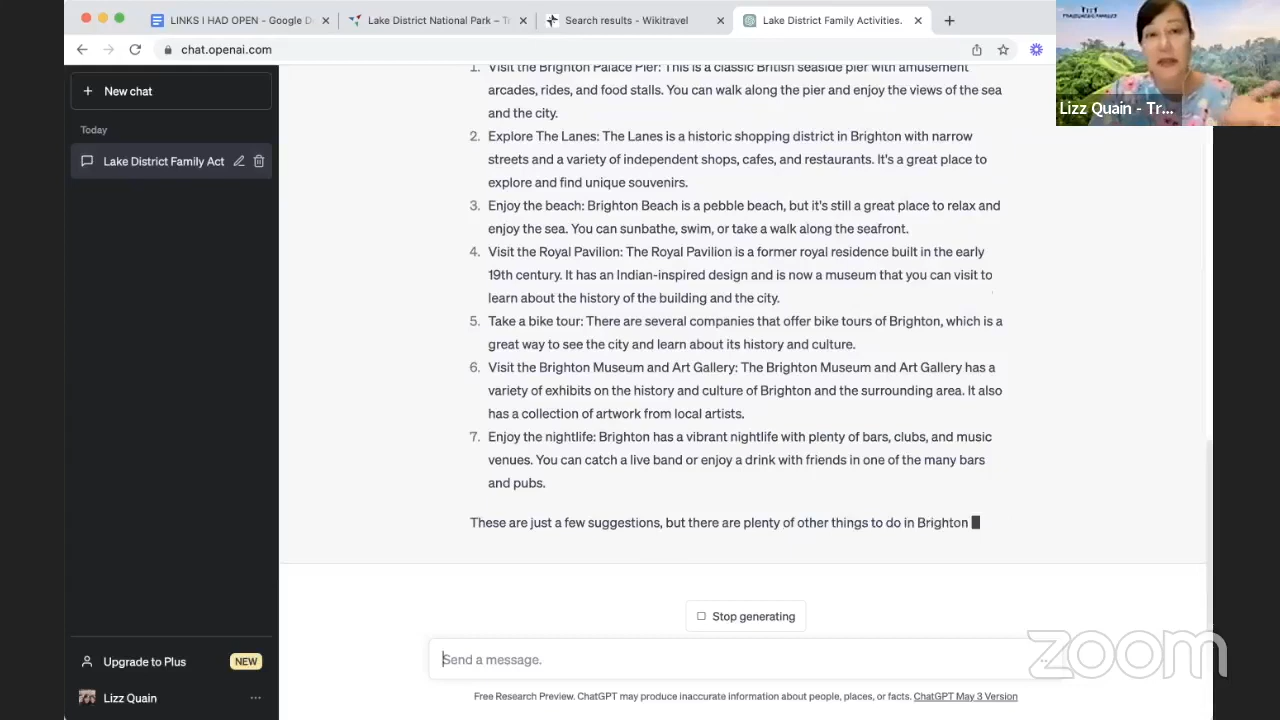 LINKS I HAD OPEN - Google D
Lake District National Park – T
Search results - Wikitravel
Lake District Family Activities.
chat.openai.com
New chat
Today
Lake District Family Act
1. Visit the Brighton Palace Pier: This is a classic British seaside pier with amusement
arcades, rides, and food stalls. You can walk along the pier and enjoy the views of the sea
and the city.
2. Explore The Lanes: The Lanes is a historic shopping district in Brighton with narrow
streets and a variety of independent shops, cafes, and restaurants. It's a great place to
explore and find unique souvenirs.
3. Enjoy the beach: Brighton Beach is a pebble beach, but it's still a great place to relax and
enjoy the sea. You can sunbathe, swim, or take a walk along the seafront.
4. Visit the Royal Pavilion: The Royal Pavilion is a former royal residence built in the early
19th century. It has an Indian-inspired design and is now a museum that you can visit to
learn about the history of the building and the city.
5. Take a bike tour: There are several companies that offer bike tours of Brighton, which is a
great way to see the city and learn about its history and culture.
6. Visit the Brighton Museum and Art Gallery: The Brighton Museum and Art Gallery has a
variety of exhibits on the history and culture of Brighton and the surrounding area. It also
has a collection of artwork from local artists.
7. Enjoy the nightlife: Brighton has a vibrant nightlife with plenty of bars, clubs, and music
venues. You can catch a live band or enjoy a drink with friends in one of the many bars
and pubs.
These are just a few suggestions, but there are plenty of other things to do in Brighton
Stop generating
Send a message.
Free Research Preview. ChatGPT may produce inaccurate information about people, places, or facts. ChatGPT May 3 Version
Upgrade to Plus
NEW
Lizz Quain
Lizz Quain - Tr...
zoom